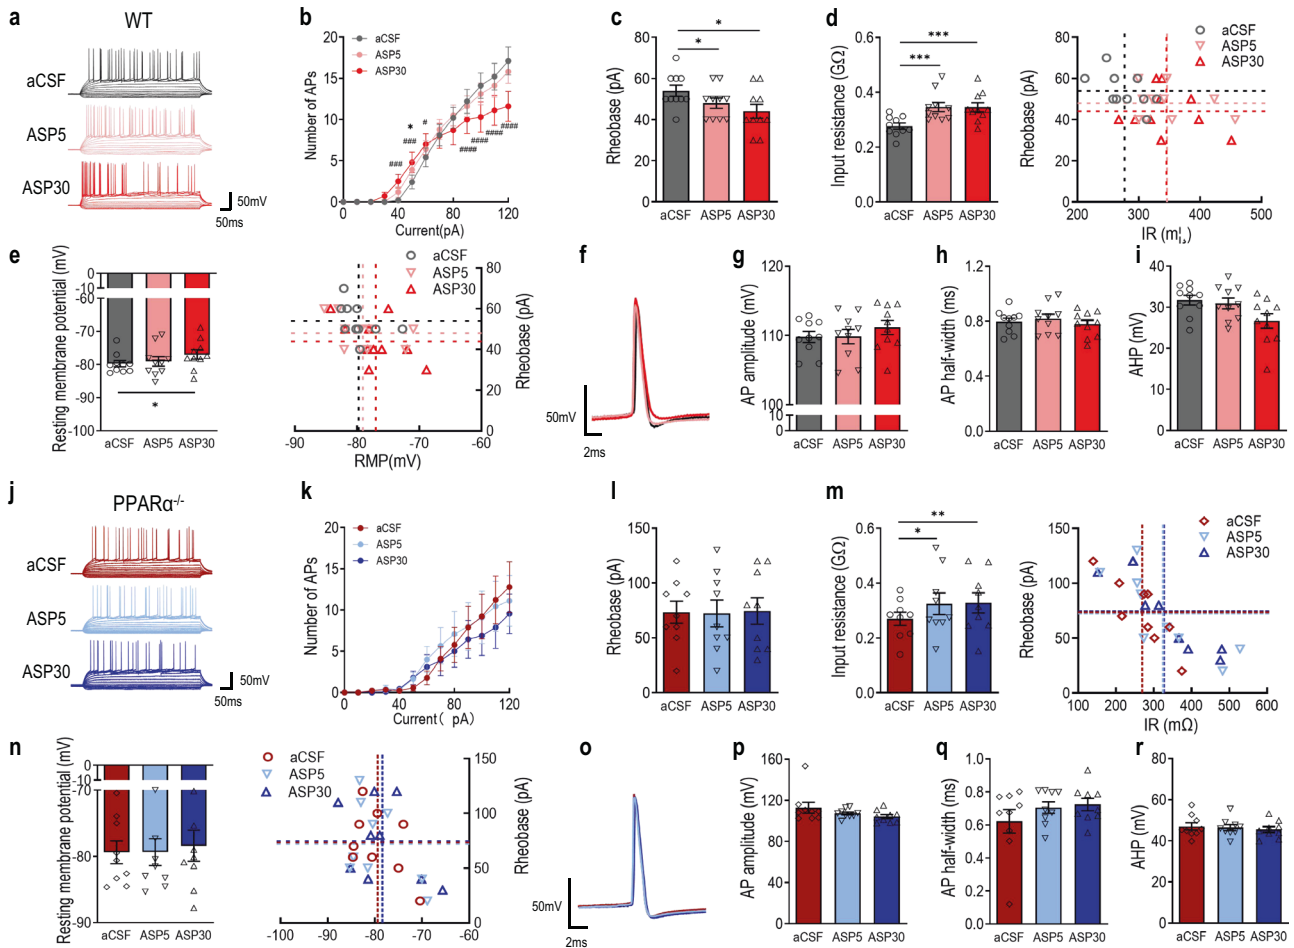 a
WT
aCSF
ASP5
ASP30
50mV
50ms
b
Number of APs
20
15
10
5
0
aCSF
ASP5
ASP30
*
#
###
###
####
####
####
####
0
40
80
120
Current(pA)
c
Rheobase (pA)
80
60
40
20
0
*
*
aCSF
ASP5
ASP30
d
Input resistance (GΩ)
0.6
0.4
0.2
0.0
***
***
aCSF
ASP5
ASP30
Rheobase (pA)
80
60
40
20
0
aCSF
ASP5
ASP30
200
300
400
500
e
Resting membrane potential (mV)
0
-10
-60
-70
-80
-90
-100
*
aCSF
ASP5
ASP30
aCSF
ASP5
ASP30
80
60
40
20
0
Rheobase (pA)
-90
-80
-70
-60
RMP(mV)
f
50mV
2ms
g
AP amplitude (mV)
120
110
100
10
0
aCSF
ASP5
ASP30
h
AP half-width (ms)
1.2
0.8
0.4
0.0
aCSF
ASP5
ASP30
i
AHP (mV)
40
30
20
10
0
aCSF
ASP5
ASP30
j
PPARα-/-
aCSF
ASP5
ASP30
50mV
50ms
k
Number of APs
20
15
10
5
0
aCSF
ASP5
ASP30
0
40
80
120
Current( pA)
l
Rheobase (pA)
150
100
50
0
aCSF
ASP5
ASP30
m
Input resistance (GΩ)
0.6
0.4
0.2
0.0
*
**
aCSF
ASP5
ASP30
Rheobase (pA)
150
100
50
0
aCSF
ASP5
ASP30
100
200
300
400
500
600
IR (mΩ)
n
Resting membrane potential (mV)
0
-10
-70
-80
-90
aCSF
ASP5
ASP30
aCSF
ASP5
ASP30
150
100
50
0
Rheobase (pA)
-100
-90
-80
-70
-60
o
50mV
2ms
p
AP amplitude (mV)
160
120
80
40
0
aCSF
ASP5
ASP30
q
AP half-width (ms)
1.0
0.8
0.6
0.4
0.2
0.0
aCSF
ASP5
ASP30
r
AHP (mV)
80
60
40
20
0
aCSF
ASP5
ASP30